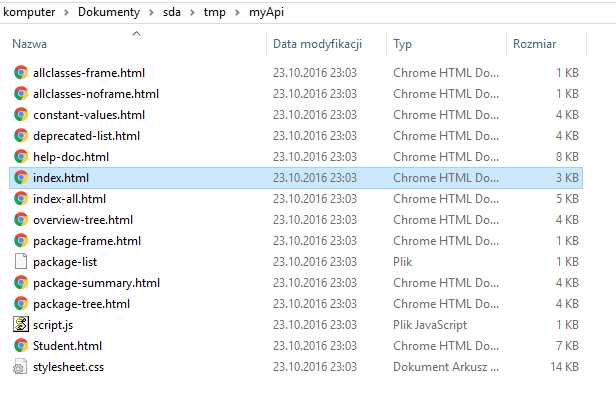 komputer > Dokumenty > sda > tmp > myApi
Nazwa Data modyfikacji Typ Rozmiar
allclasses-frame.html 23.10.2016 23:03 Chrome HTML Do... 1 KB
allclasses-noframe.html 23.10.2016 23:03 Chrome HTML Do... 1 KB
constant-values.html 23.10.2016 23:03 Chrome HTML Do... 4 KB
deprecated-list.html 23.10.2016 23:03 Chrome HTML Do... 4 KB
help-doc.html 23.10.2016 23:03 Chrome HTML Do... 8 KB
index.html 23.10.2016 23:03 Chrome HTML Do... 3 KB
index-all.html 23.10.2016 23:03 Chrome HTML Do... 5 KB
overview-tree.html 23.10.2016 23:03 Chrome HTML Do... 4 KB
package-frame.html 23.10.2016 23:03 Chrome HTML Do... 1 KB
package-list 23.10.2016 23:03 Plik 1 KB
package-summary.html 23.10.2016 23:03 Chrome HTML Do... 4 KB
package-tree.html 23.10.2016 23:03 Chrome HTML Do... 4 KB
script.js 23.10.2016 23:03 Plik JavaScript 1 KB
Student.html 23.10.2016 23:03 Chrome HTML Do... 7 KB
stylesheet.css 23.10.2016 23:03 Dokument Arkusz ... 14 KB